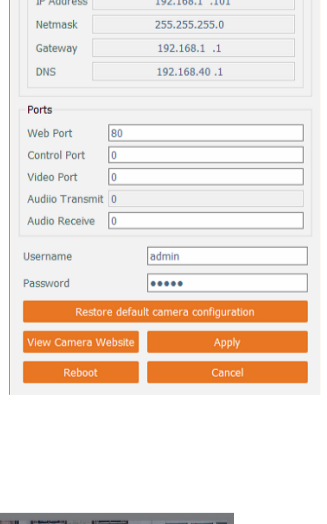 IP Address 192.168.1 .101
Netmask 255.255.255.0
Gateway 192.168.1 .1
DNS 192.168.40 .1
Ports
Web Port 80
Control Port 0
Video Port 0
Audiio Transmit 0
Audio Receive 0
Username admin
Password •••••
Restore default camera configuration
View Camera Website Apply
Reboot Cancel